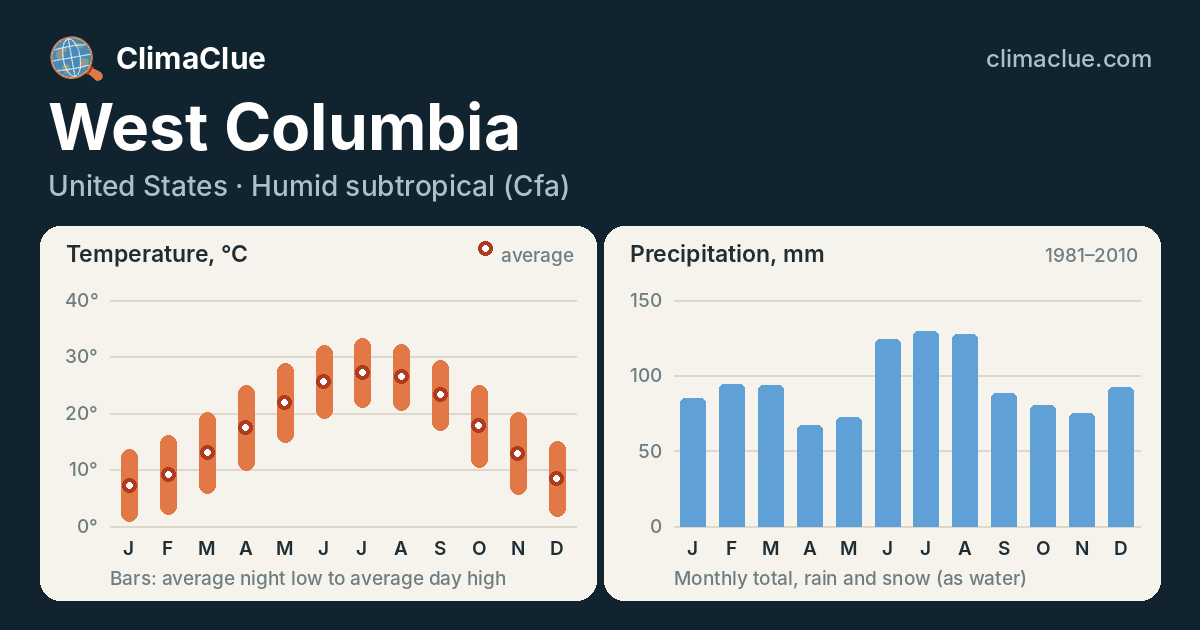 ClimaClue
climaclue.com
West Columbia
United States · Humid subtropical (Cfa)
Temperature, °C
average
40°
30°
20°
10°
0°
J F M A M J J A S O N D
Bars: average night low to average day high
Precipitation, mm
1981–2010
150
100
50
0
J F M A M J J A S O N D
Monthly total, rain and snow (as water)